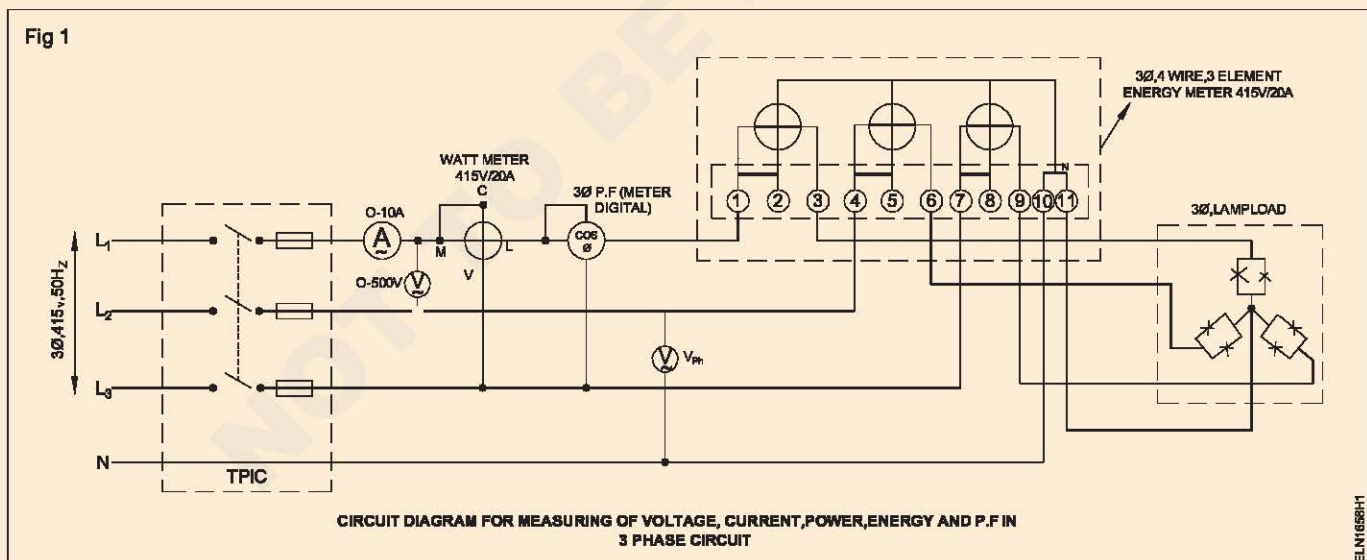 Fig 1
3Ø,4 WIRE,3 ELEMENT
ENERGY METER 415V/20A
WATT METER
415V/20A
C
3Ø P.F (METER
DIGITAL)
N
1 2 3 4 5 6 7 8 9 10 11
3Ø,LAMPLOAD
O-10A
L1
A
M
L
COS
Ø
V
O-500V
V
3Ø,415v,50HZ
L2
V
VPh
L3
N
TPIC
CIRCUIT DIAGRAM FOR MEASURING OF VOLTAGE, CURRENT,POWER,ENERGY AND P.F IN
3 PHASE CIRCUIT
ELN1658H1
NOT TO BE